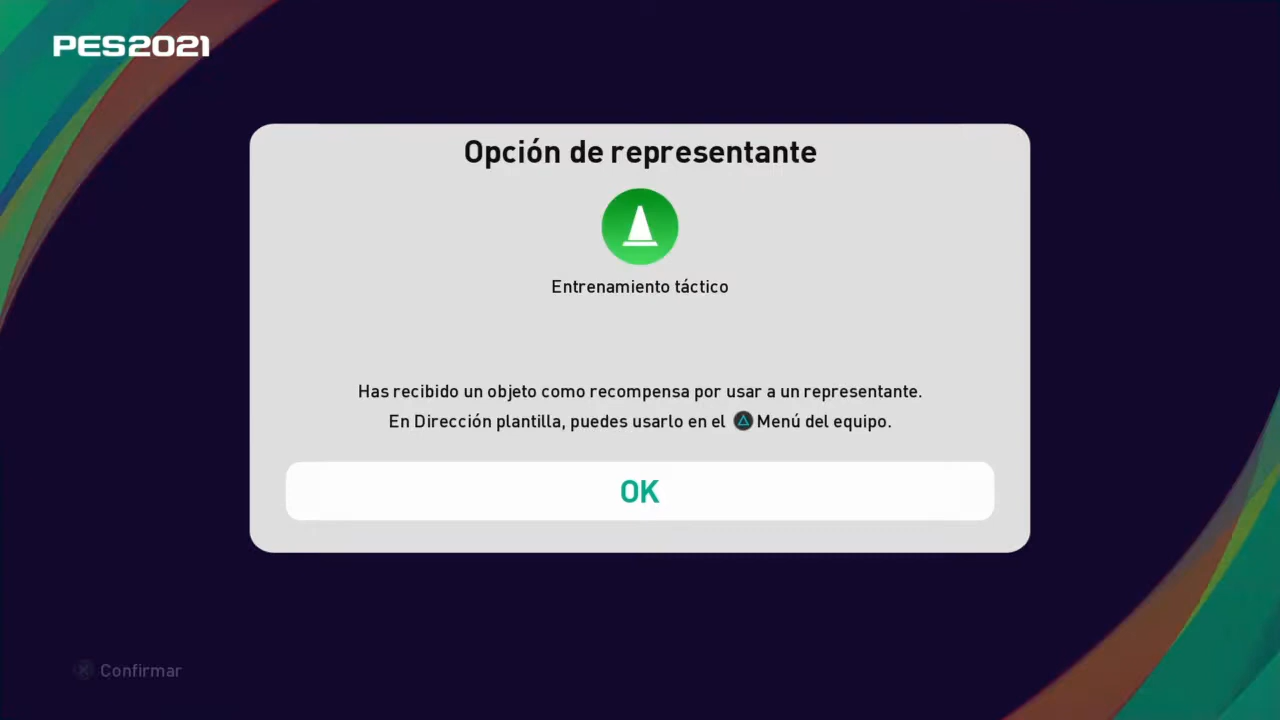 PES2021
Opción de representante
Entrenamiento táctico
Has recibido un objeto como recompensa por usar a un representante.
En Dirección plantilla, puedes usarlo en el Menú del equipo.
OK
Confirmar